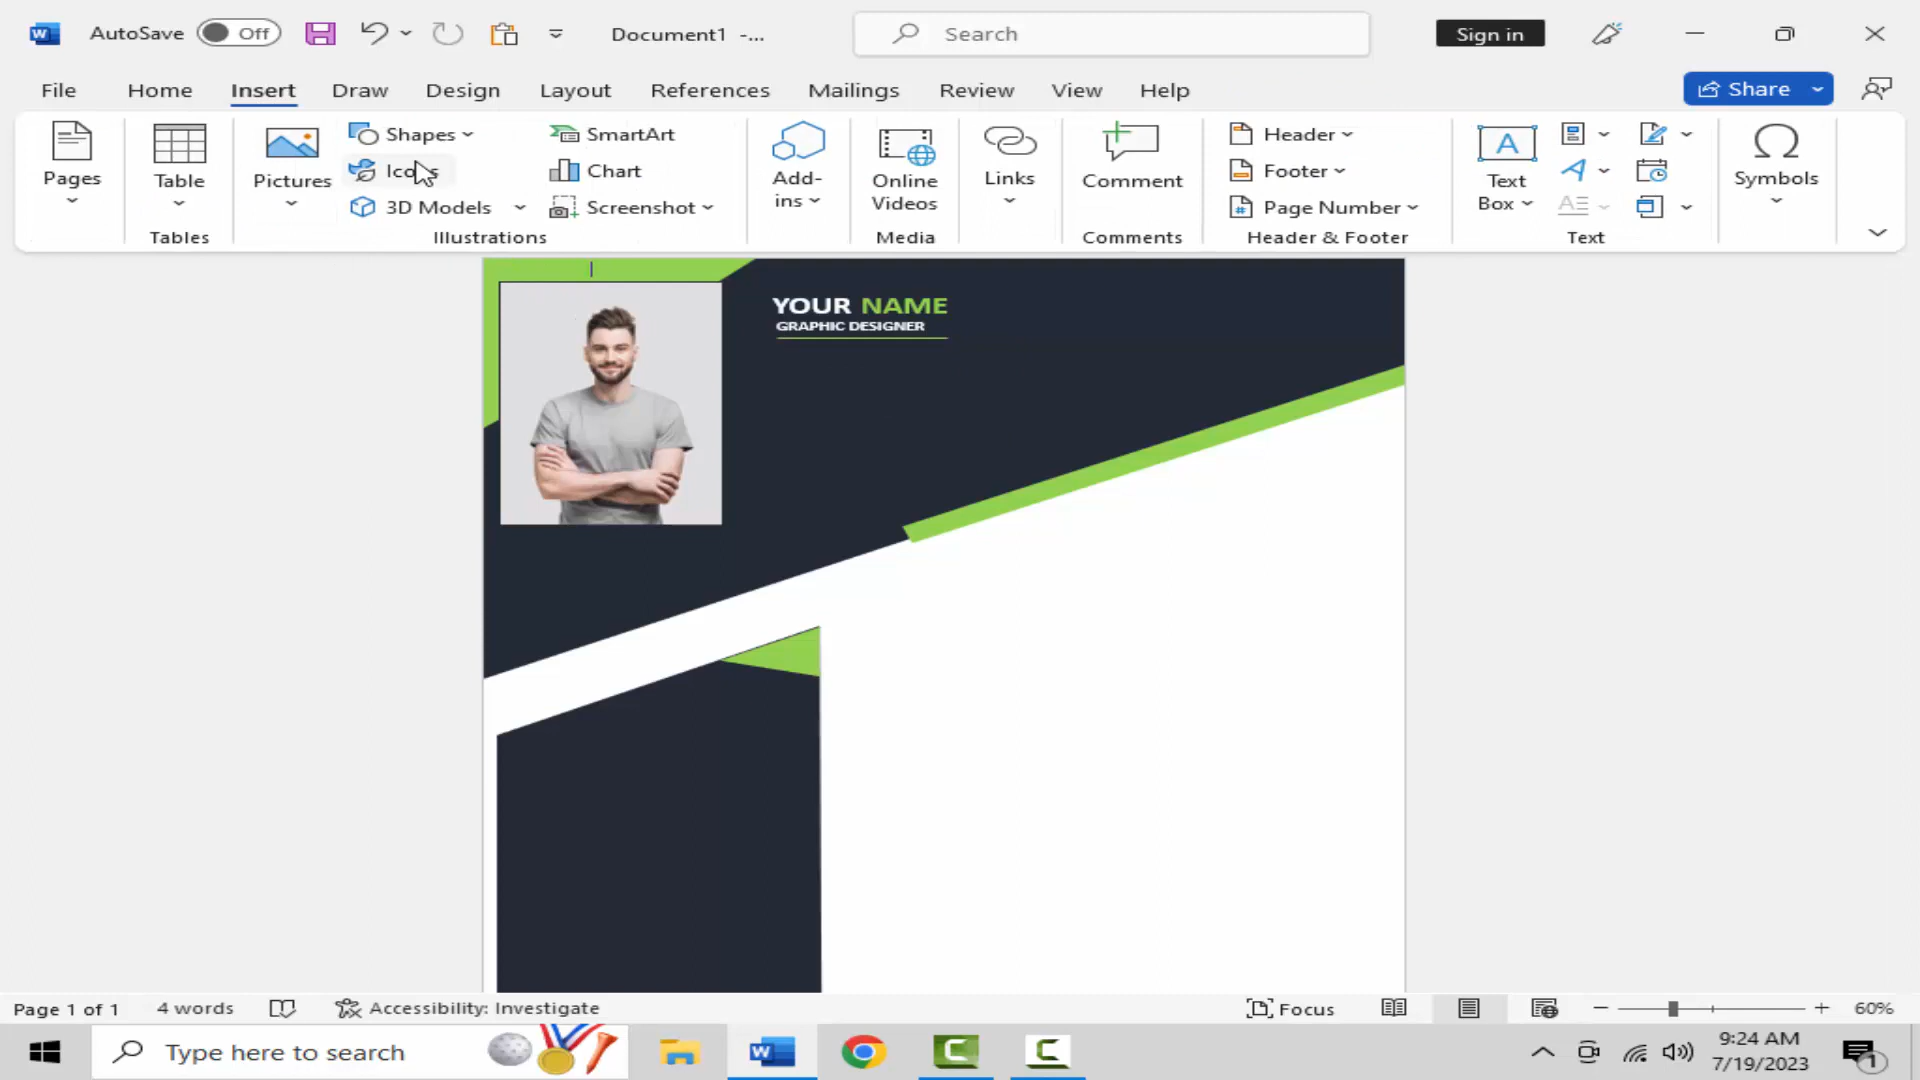 AutoSave Off Document1 -... Search Sign in
File Home Insert Draw Design Layout References Mailings Review View Help Share
Pages
Table
Tables
Pictures
Shapes
Icons
3D Models
SmartArt
Chart
Screenshot
Illustrations
Add-
ins
Online
Videos
Media
Links
Comment
Comments
Header
Footer
Page Number
Header & Footer
Text
Box
Text
Symbols
YOUR NAME
GRAPHIC DESIGNER
Page 1 of 1 4 words Accessibility: Investigate Focus 60%
Type here to search
9:24 AM
7/19/2023
1